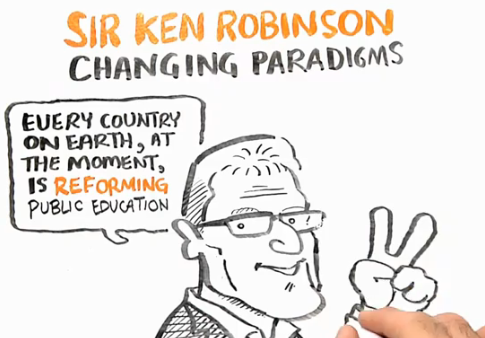 SIR KEN ROBINSON
CHANGING PARADIGMS
EVERY COUNTRY
ON EARTH, AT
THE MOMENT,
IS REFORMING
PUBLIC EDUCATION